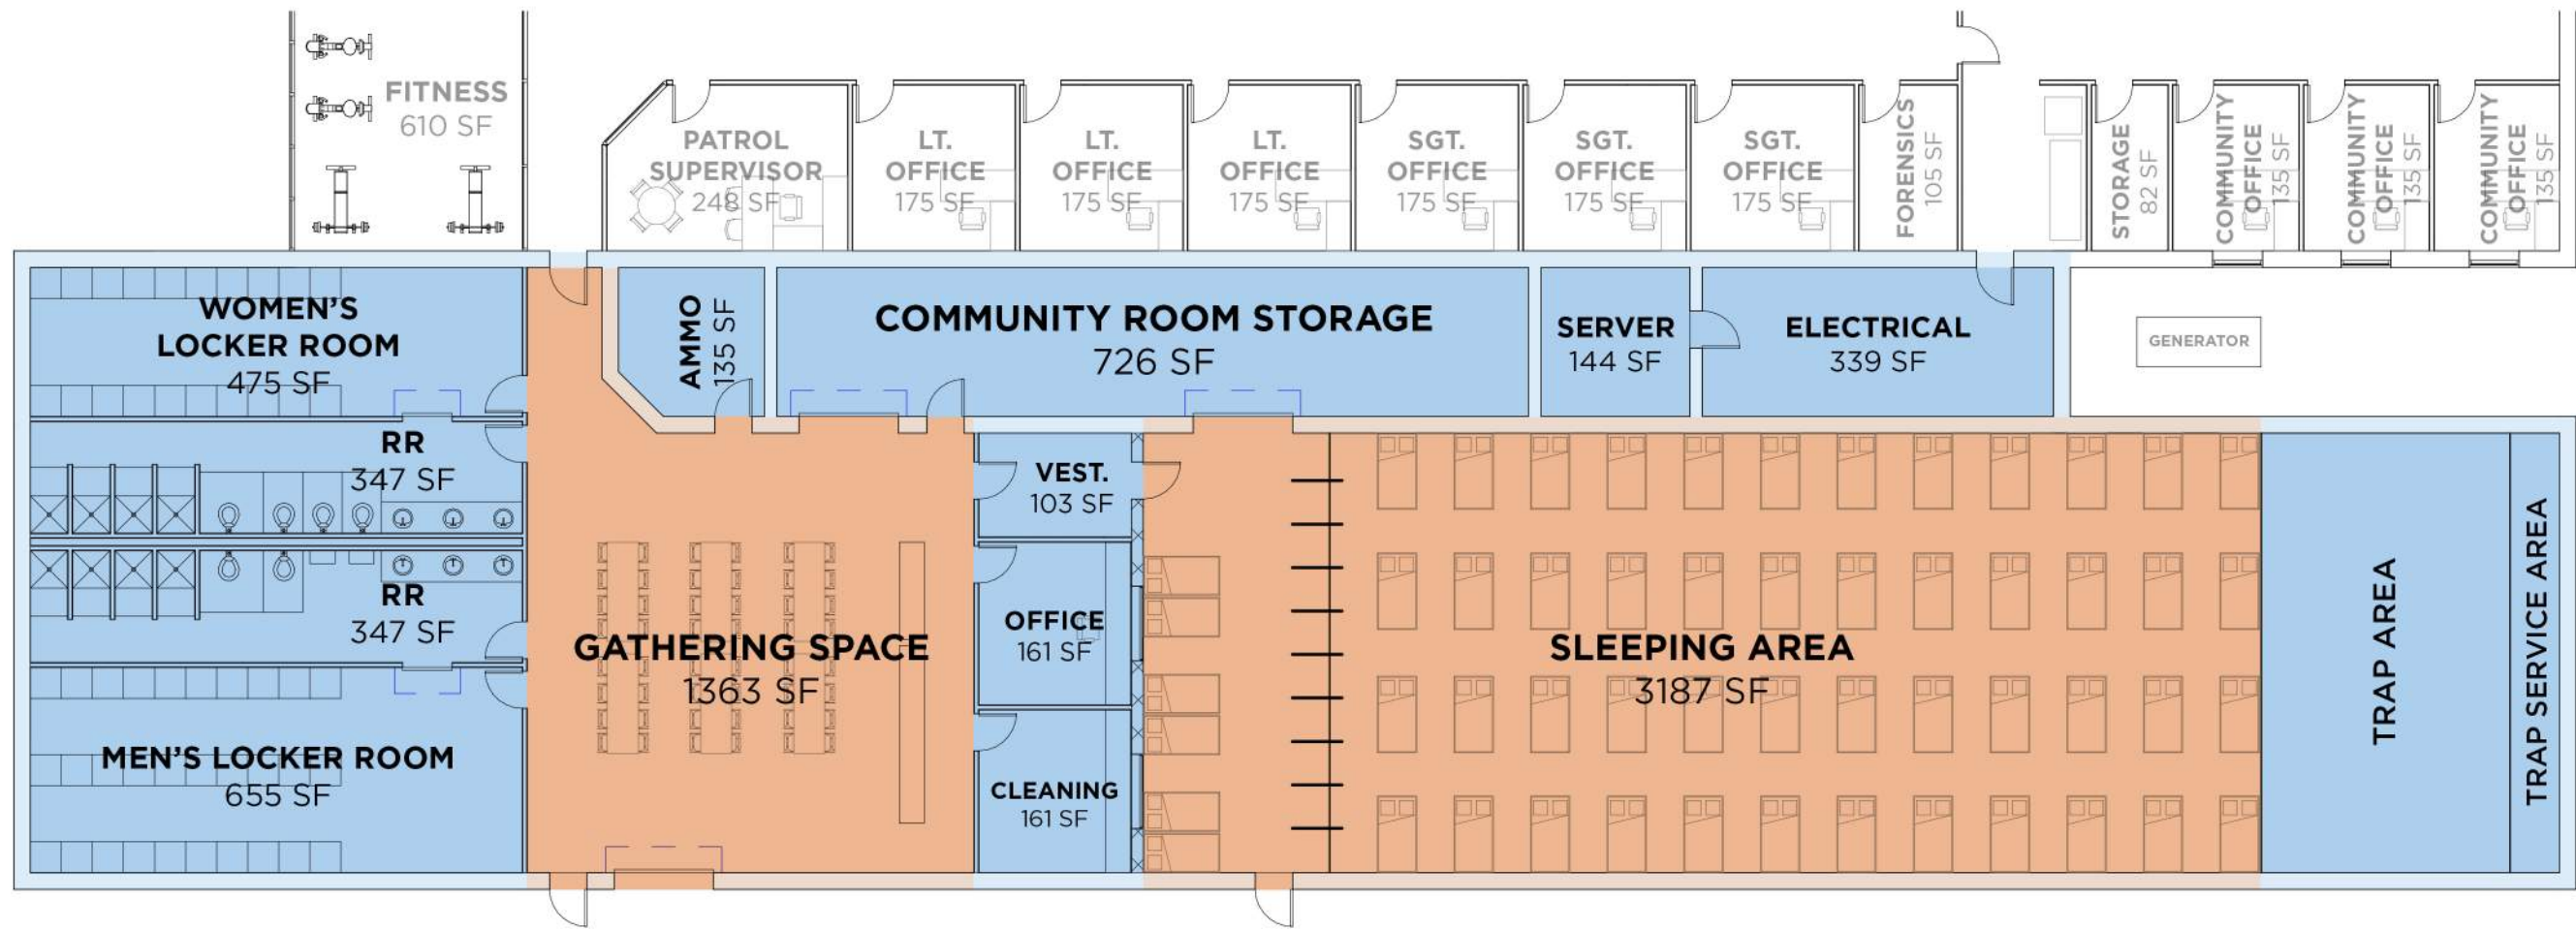 FITNESS
610 SF
PATROL
SUPERVISOR
248 SF
LT.
OFFICE
175 SF
LT.
OFFICE
175 SF
LT.
OFFICE
175 SF
SGT.
OFFICE
175 SF
SGT.
OFFICE
175 SF
SGT.
OFFICE
175 SF
FORENSICS
105 SF
STORAGE
82 SF
COMMUNITY
OFFICE
135 SF
COMMUNITY
OFFICE
135 SF
COMMUNITY
OFFICE
135 SF
WOMEN'S
LOCKER ROOM
475 SF
AMMO
135 SF
COMMUNITY ROOM STORAGE
726 SF
SERVER
144 SF
ELECTRICAL
339 SF
GENERATOR
RR
347 SF
RR
347 SF
MEN'S LOCKER ROOM
655 SF
GATHERING SPACE
1363 SF
VEST.
103 SF
OFFICE
161 SF
CLEANING
161 SF
SLEEPING AREA
3187 SF
TRAP AREA
TRAP SERVICE AREA